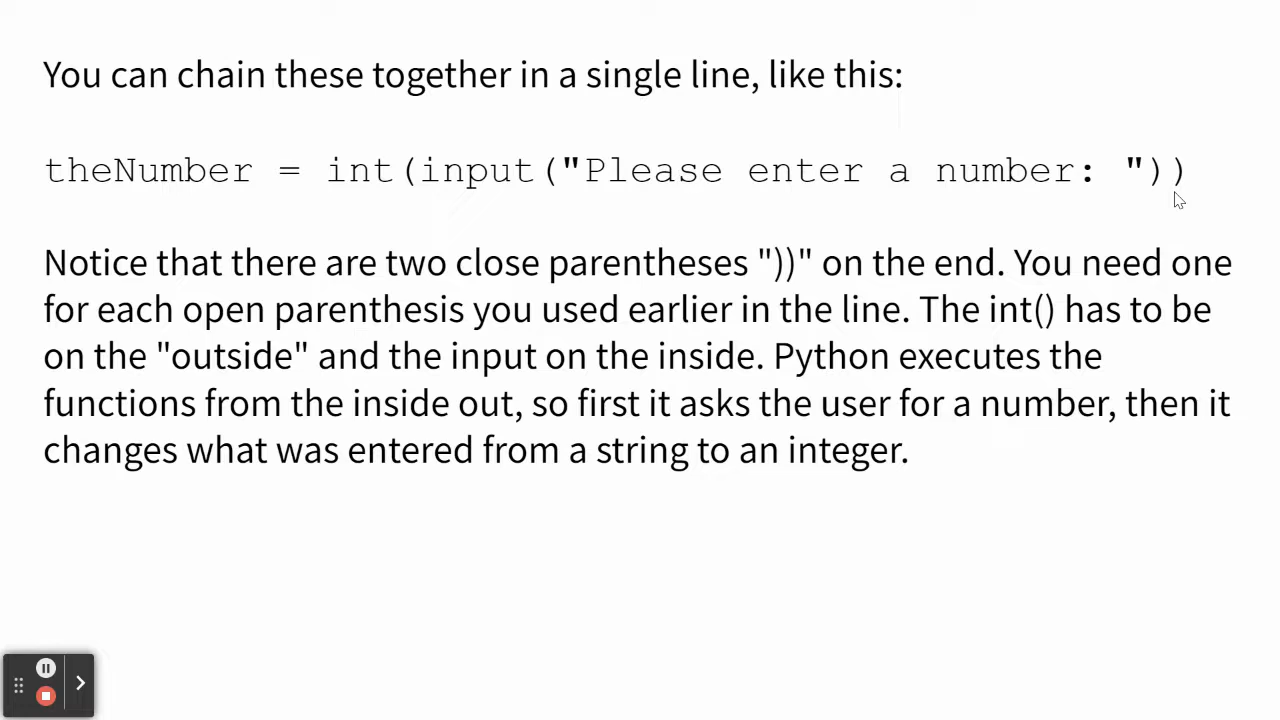 You can chain these together in a single line, like this:
theNumber = int(input("Please enter a number: "))
Notice that there are two close parentheses "))" on the end. You need one
for each open parenthesis you used earlier in the line. The int() has to be
on the "outside" and the input on the inside. Python executes the
functions from the inside out, so first it asks the user for a number, then it
changes what was entered from a string to an integer.